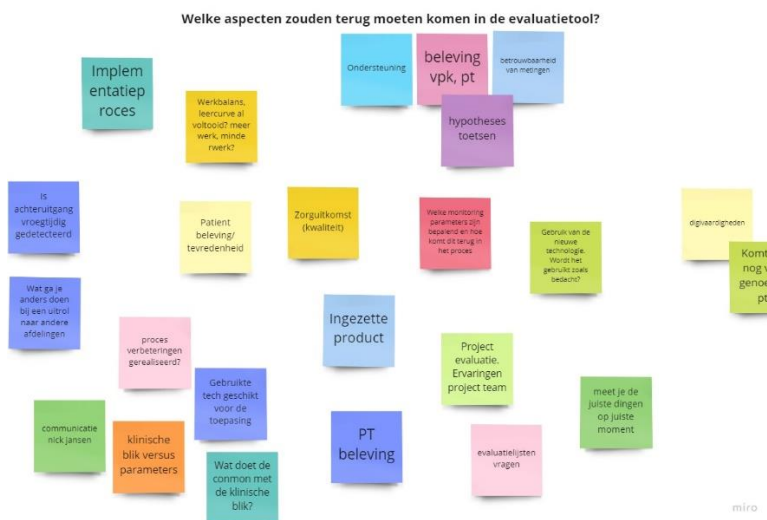 Welke aspecten zouden terug moeten komen in de evaluatietool?
Implem
entatiep
roces
Werkbalans,
leercurve al
voltooid? meer
werk, minde
rwerk?
Ondersteuning
beleving
vpk, pt
betrouwbaarheid
van metingen
hypotheses
toetsen
Is
achteruitgang
vroegtijdig
gedetecteerd
Patient
beleving/
tevredenheid
Zorguitkomst
(kwaliteit)
Welke monitoring
parameters zijn
bepalend en hoe
komt dit terug in
het proces
Gebruik van de
nieuwe
technologie.
Wordt het
gebruikt zoals
bedacht?
digivaardigheden
Komt
nog v
genoe
pt
Wat ga je
anders doen
bij een uitrol
naar andere
afdelingen
proces
verbeteringen
gerealiseerd?
Ingezette
product
Project
evaluatie.
Ervaringen
project team
Gebruikte
tech geschikt
voor de
toepasing
meet je de
juiste dingen
op juiste
moment
communicatie
nick jansen
klinische
blik versus
parameters
PT
beleving
evaluatielijsten
vragen
Wat doet de
conmon met
de klinische
blik?
miro